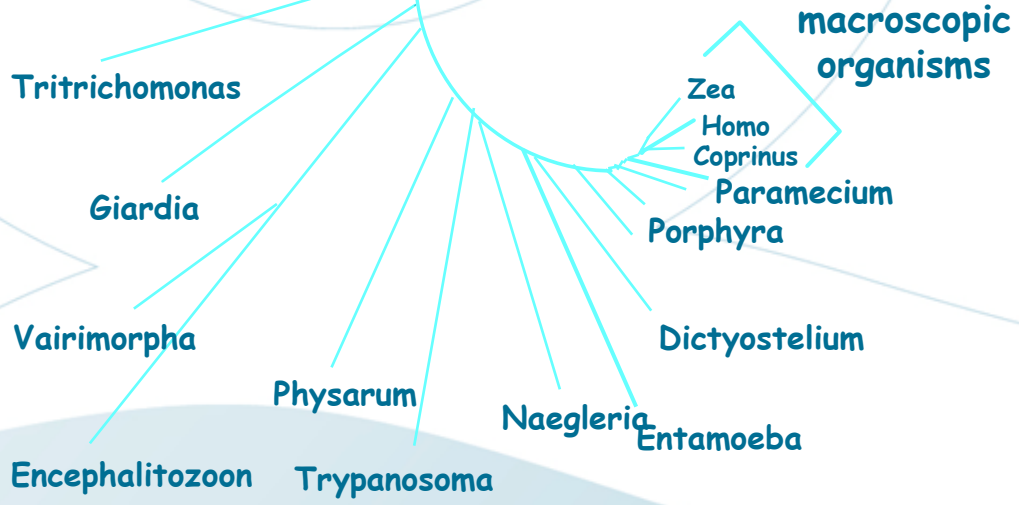 macroscopic
organisms
Tritrichomonas
Zea
Homo
Coprinus
Paramecium
Giardia
Porphyra
Vairimorpha
Dictyostelium
Physarum
Naegleria
Entamoeba
Encephalitozoon
Trypanosoma